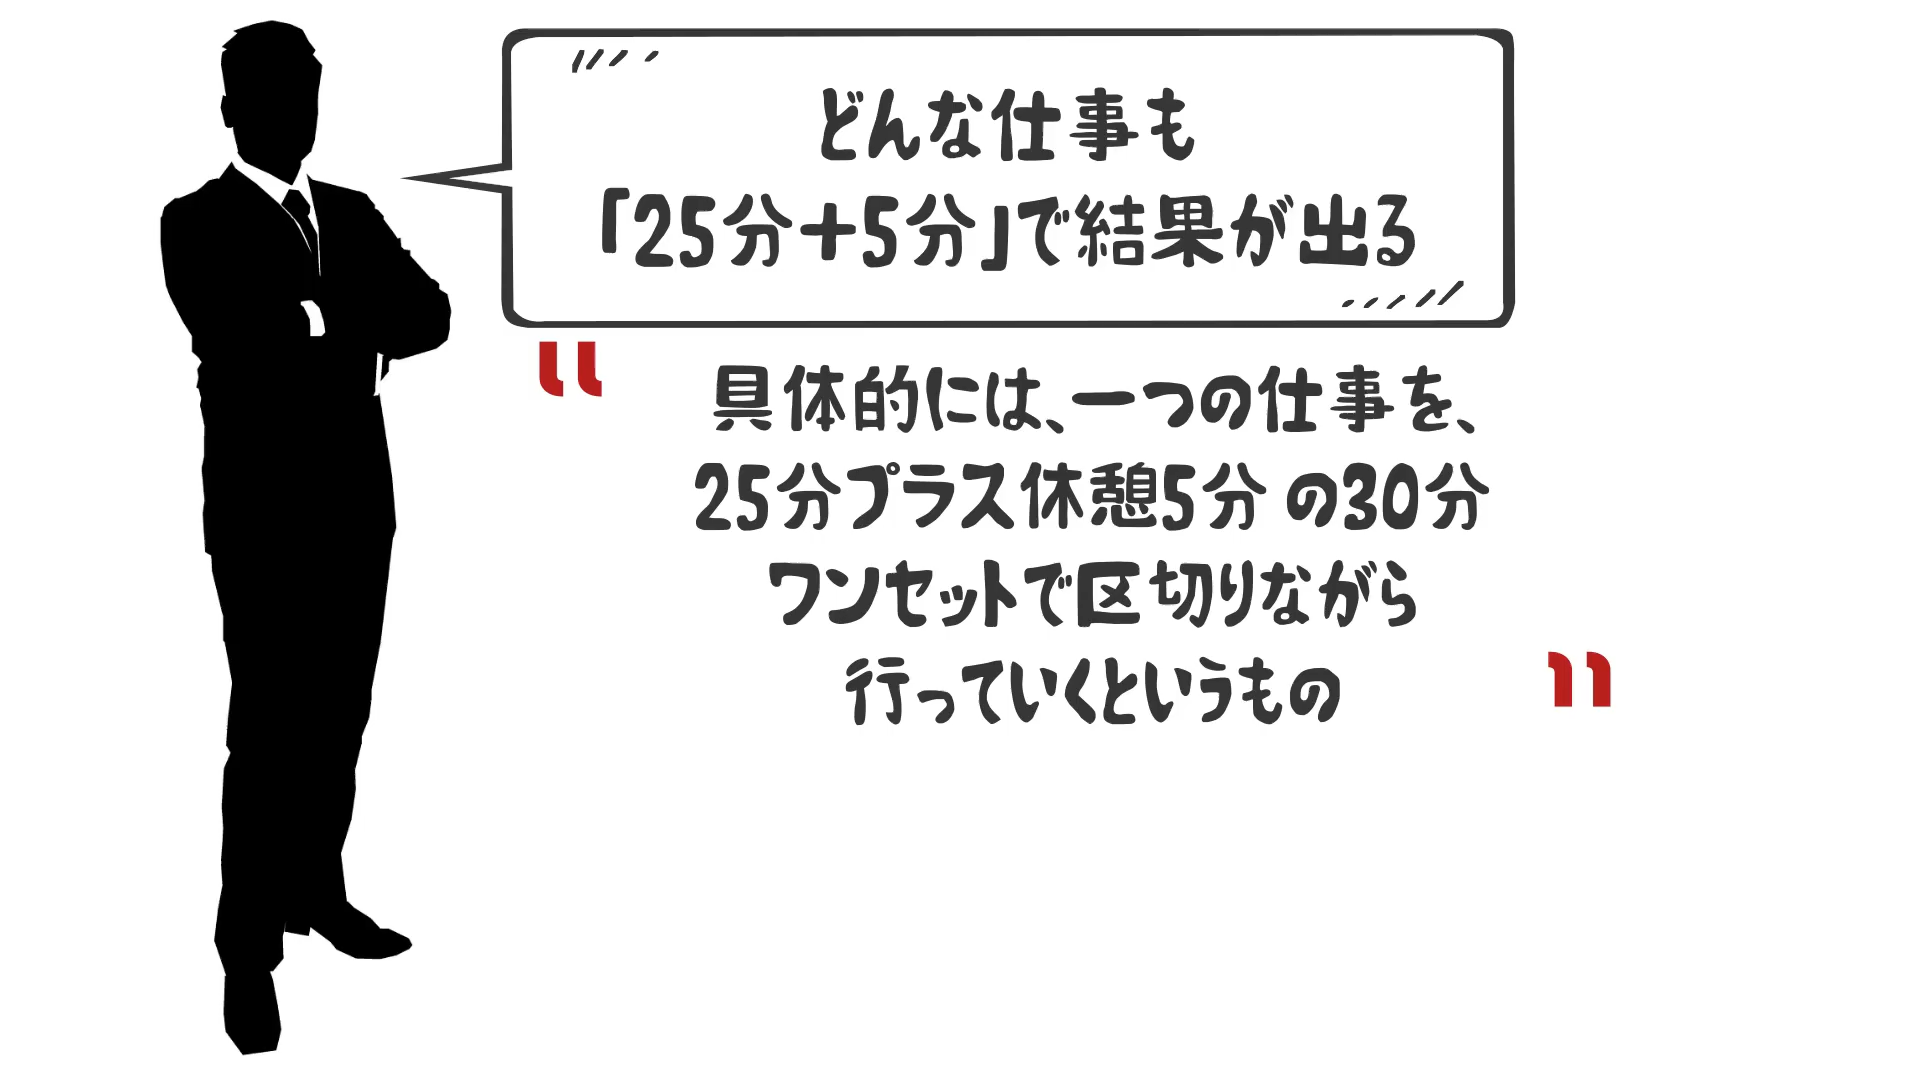 どんな仕事も
「25分+5分」で結果が出る
具体的には、一つの仕事を、
25分プラス休憩5分 の30分
ワンセットで区切りながら
行っていくというもの